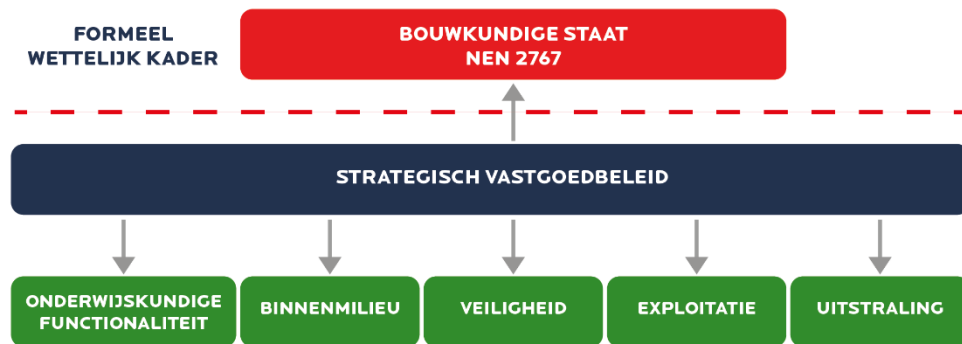 FORMEEL
WETTELIJK KADER
BOUWKUNDIGE STAAT
NEN 2767
STRATEGISCH VASTGOEDBELEID
ONDERWIJSKUNDIGE
FUNCTIONALITEIT
BINNENMILIEU
VEILIGHEID
EXPLOITATIE
UITSTRALING